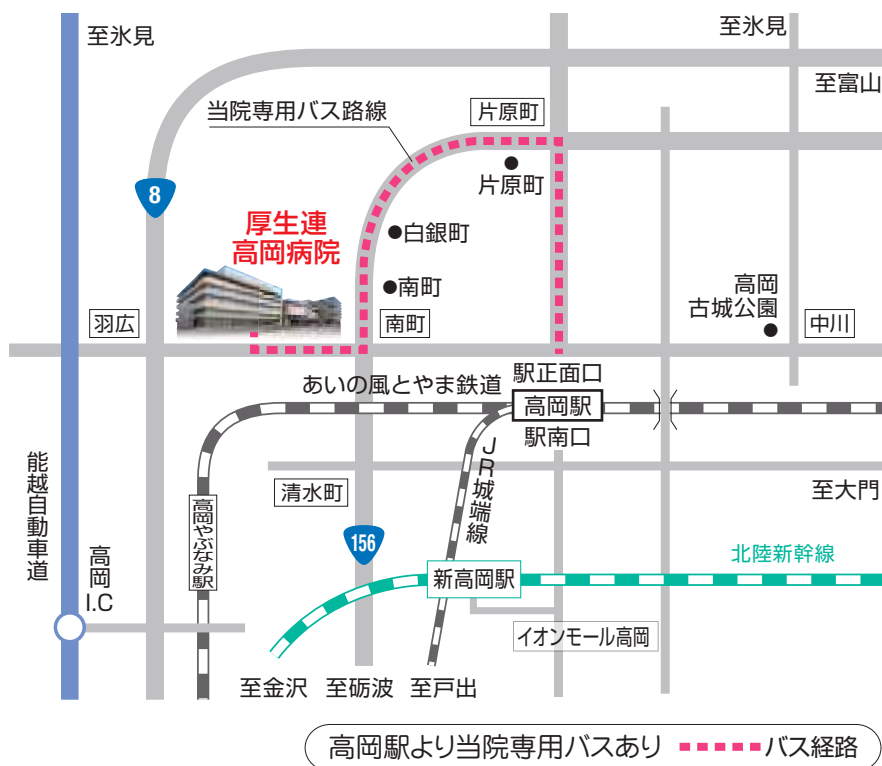 至氷見
至氷見
至富山
当院専用バス路線
片原町
片原町
8
厚生連
高岡病院
白銀町
南町
高岡
古城公園
羽広
南町
中川
あいの風とやま鉄道
駅正面口
高岡駅
駅南口
JR城端線
能越自動車道
清水町
至大門
高岡やぶなみ駅
156
高岡
I.C
北陸新幹線
新高岡駅
イオンモール高岡
至金沢
至砺波
至戸出
高岡駅より当院専用バスあり
バス経路